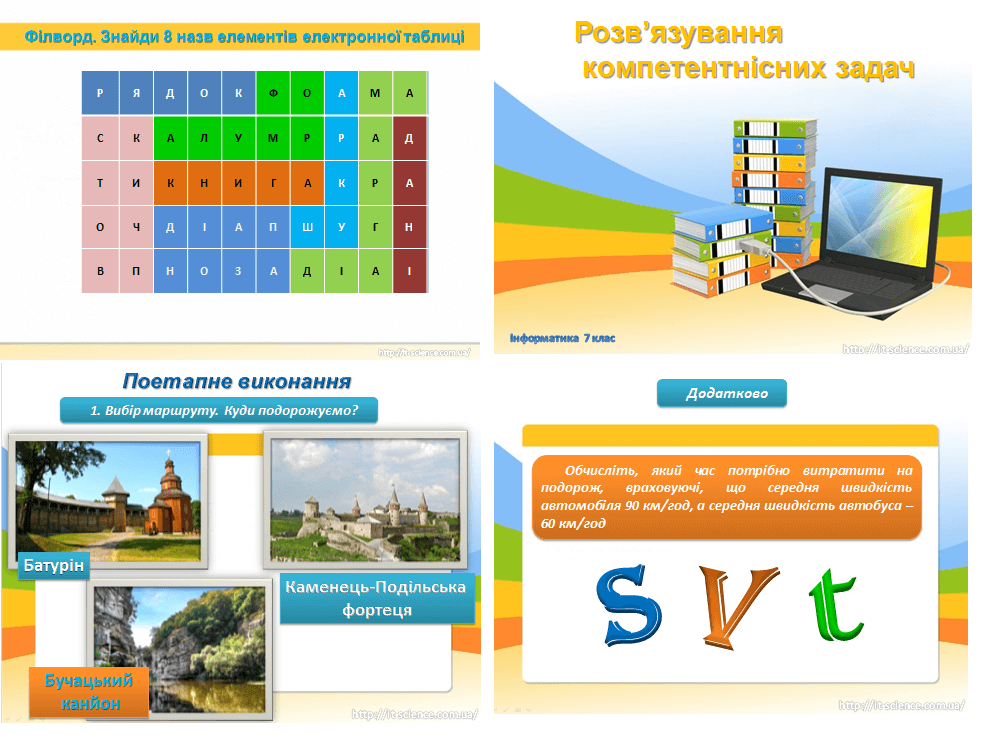 Філворд. Знайди 8 назв елементів електронної таблиці
Р Я Д О К Ф О А М А
С К А Л У М Р Р А Д
Т И К Н И Г А К Р А
О Ч Д І А П Ш У Г Н
В П Н О З А Д І А І
http://it-science.com.ua/
Розв’язування
компетентнісних задач
Інформатика 7 клас
http://it-science.com.ua/
Поетапне виконання
1. Вибір маршруту. Куди подорожуємо?
Батурін
Каменець-Подільська
фортеця
Бучацький
канйон
http://it-science.com.ua/
Додатково
Обчисліть, який час потрібно витратити на
подорож, враховуючі, що середня швидкість
автомобіля 90 км/год, а середня швидкість автобуса –
60 км/год
S V t
http://it-science.com.ua/